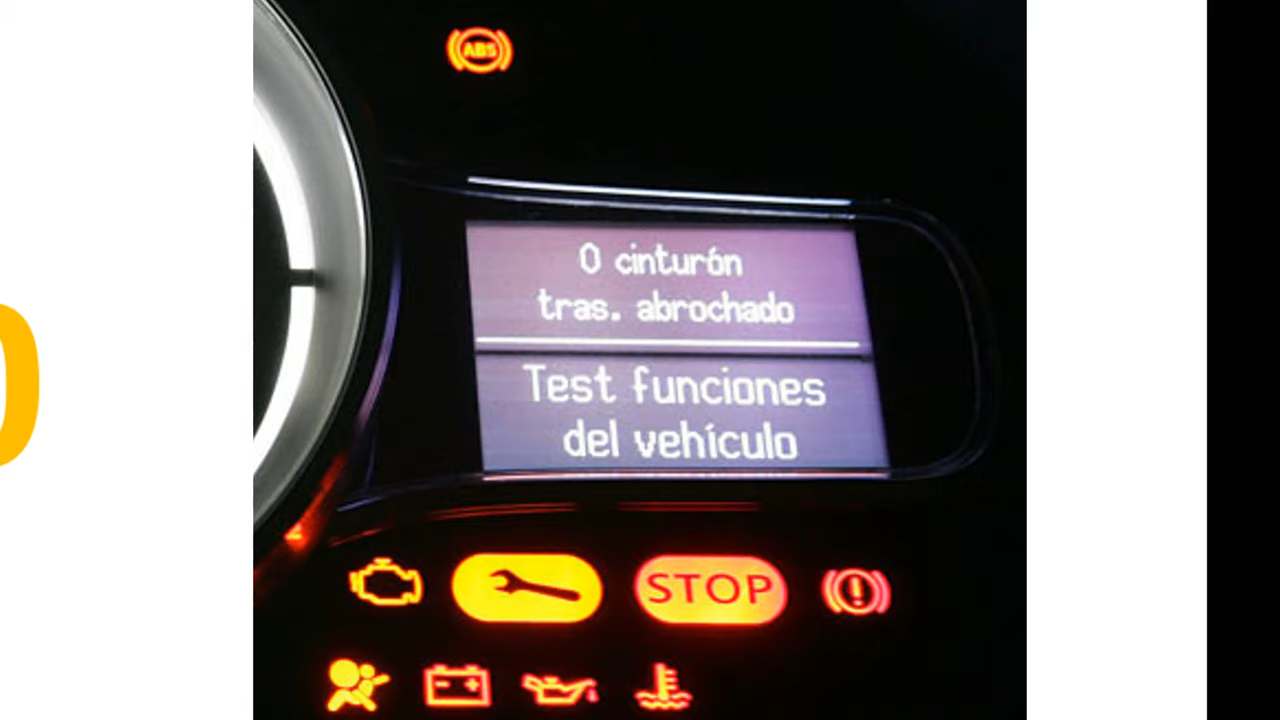 ABS
0 cinturón
tras. abrochado
Test funciones
del vehículo
STOP